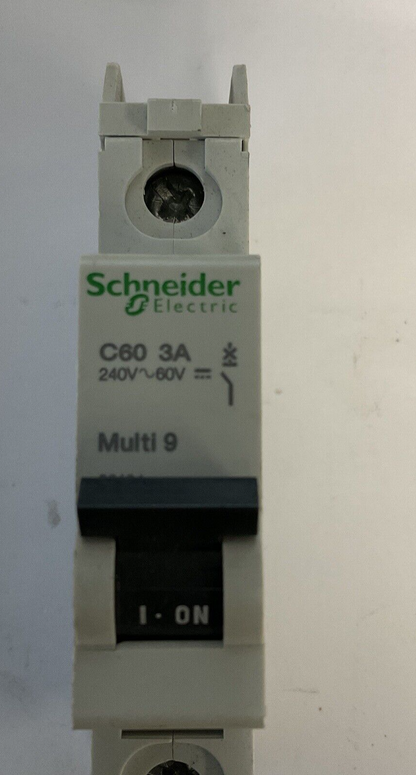 Schneider
Electric
C60 3A
240V~60V ⎓
Multi 9
I · ON